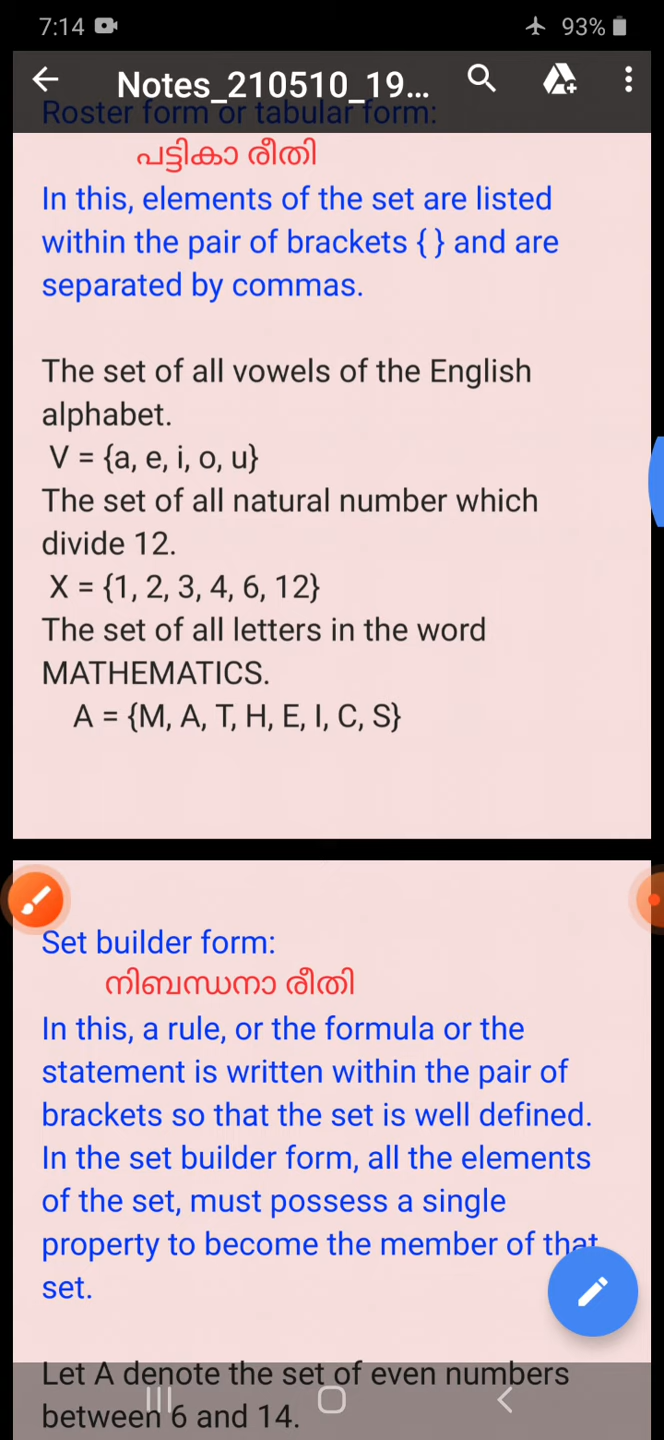 7:14
93%
Notes_210510_19...
Roster form or tabular form:
പട്ടികാ രീതി
In this, elements of the set are listed
within the pair of brackets { } and are
separated by commas.
The set of all vowels of the English
alphabet.
V = {a, e, i, o, u}
The set of all natural number which
divide 12.
X = {1, 2, 3, 4, 6, 12}
The set of all letters in the word
MATHEMATICS.
A = {M, A, T, H, E, I, C, S}
Set builder form:
നിബന്ധനാ രീതി
In this, a rule, or the formula or the
statement is written within the pair of
brackets so that the set is well defined.
In the set builder form, all the elements
of the set, must possess a single
property to become the member of that
set.
Let A denote the set of even numbers
between 6 and 14.